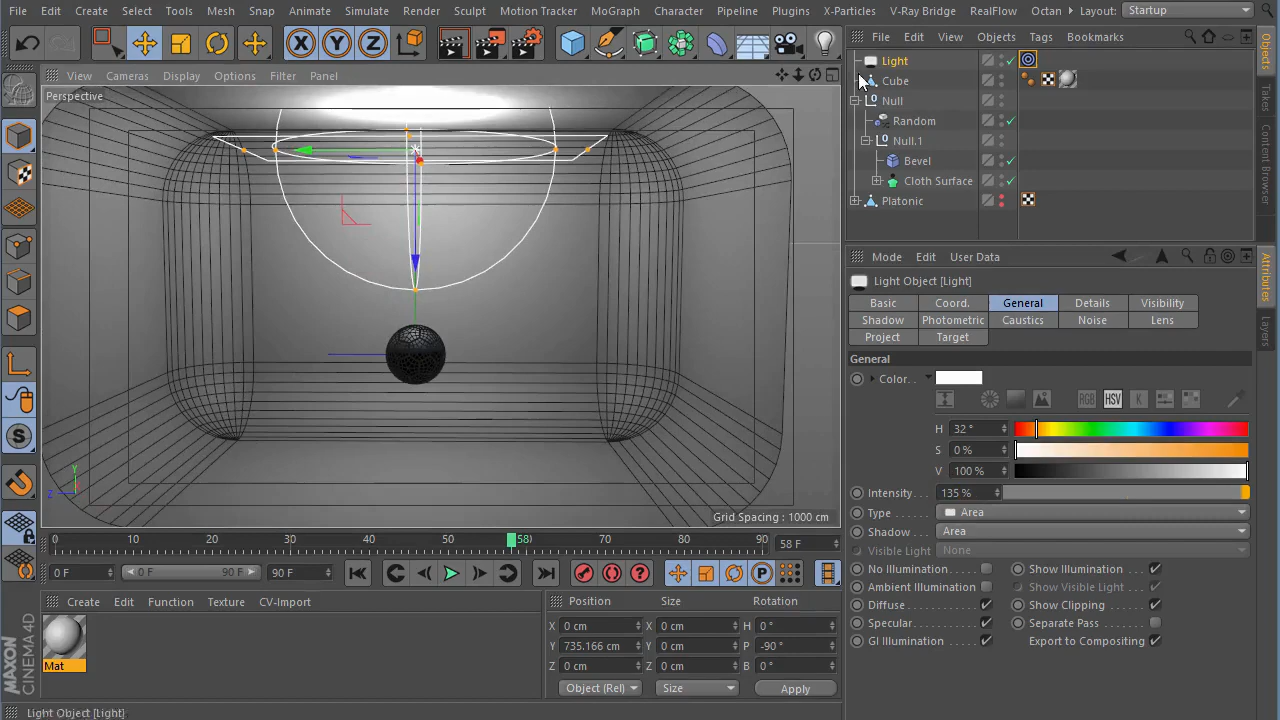 File Edit Create Select Tools Mesh Snap Animate Simulate Render Sculpt Motion Tracker MoGraph Character Pipeline Plugins X-Particles V-Ray Bridge RealFlow Octan Layout: Startup
File Edit View Objects Tags Bookmarks
View Cameras Display Options Filter Panel
Perspective
Light
Cube
Null
Random
Null.1
Bevel
Cloth Surface
Platonic
Objects
Takes
Content Browser
Attributes
Layers
Mode Edit User Data
Light Object [Light]
Basic Coord. General Details Visibility
Shadow Photometric Caustics Noise Lens
Project Target
General
Color
RGB HSV K
H 32 °
S 0 %
V 100 %
Intensity 135 %
Type Area
Shadow Area
Visible Light None
No Illumination Show Illumination
Ambient Illumination Show Visible Light
Diffuse Show Clipping
Specular Separate Pass
GI Illumination Export to Compositing
X Y Z
Y
Z
Grid Spacing : 1000 cm
0 10 20 30 40 50 58 70 80 90 58 F
0 F 0 F 90 F 90 F
Create Edit Function Texture CV-Import
Mat
MAXON
CINEMA 4D
Position Size Rotation
X 0 cm X 0 cm H 0 °
Y 735.166 cm Y 0 cm P -90 °
Z 0 cm Z 0 cm B 0 °
Object (Rel) Size Apply
Light Object [Light]